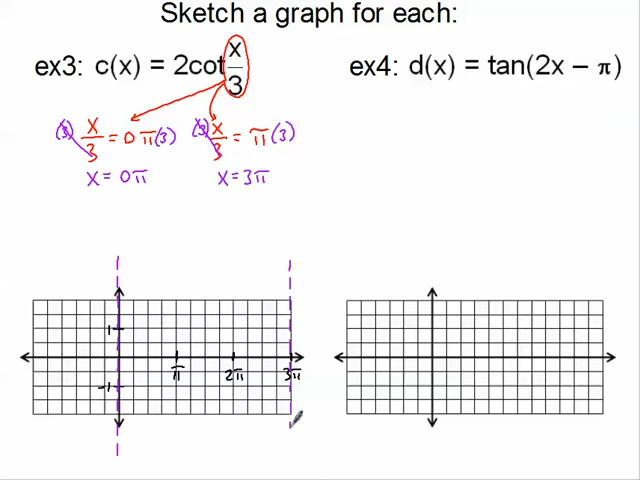 Sketch a graph for each:
ex3: c(x) = 2cot x/3
ex4: d(x) = tan(2x − π)
(3) x/3 = 0π(3)
(3) x/3 = π(3)
x = 0π
x = 3π
1
π 2π 3π
-1